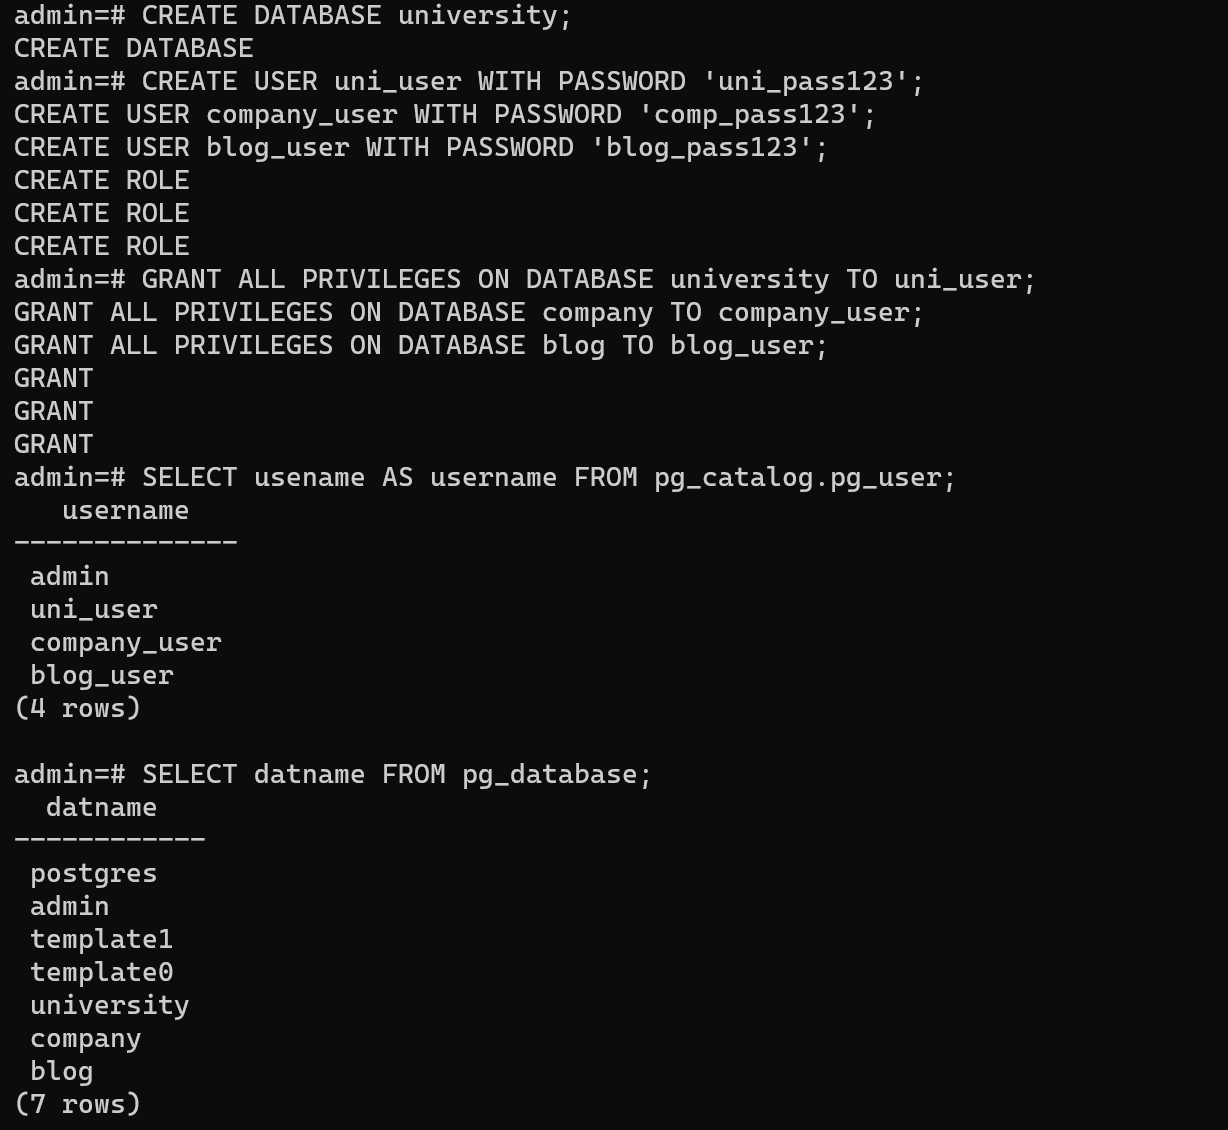 admin=# CREATE DATABASE university;
CREATE DATABASE
admin=# CREATE USER uni_user WITH PASSWORD 'uni_pass123';
CREATE USER company_user WITH PASSWORD 'comp_pass123';
CREATE USER blog_user WITH PASSWORD 'blog_pass123';
CREATE ROLE
CREATE ROLE
CREATE ROLE
admin=# GRANT ALL PRIVILEGES ON DATABASE university TO uni_user;
GRANT ALL PRIVILEGES ON DATABASE company TO company_user;
GRANT ALL PRIVILEGES ON DATABASE blog TO blog_user;
GRANT
GRANT
GRANT
admin=# SELECT usename AS username FROM pg_catalog.pg_user;
   username
--------------
 admin
 uni_user
 company_user
 blog_user
(4 rows)

admin=# SELECT datname FROM pg_database;
  datname
------------
 postgres
 admin
 template1
 template0
 university
 company
 blog
(7 rows)